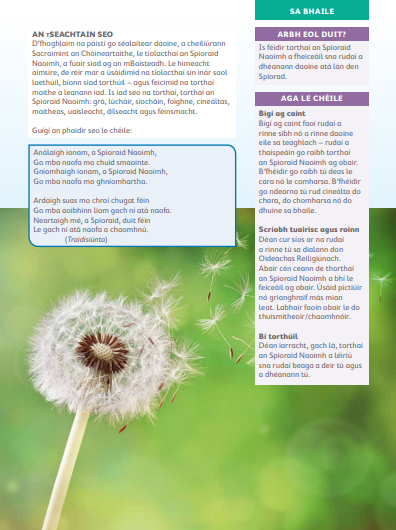 SA BHAILE
AN tSEACHTAIN SEO
D'fhoghlaim na páistí go séalaítear daoine, a cheiliúrann
Sacraimint an Chóineartaithe, le tíolacthaí an Spioraid
Naoimh, a fuair siad ag an mBaisteadh. Le himeacht
aimsire, de réir mar a úsáidimid na tíolacthaí sin inár saol
laethúil, bíonn siad torthúil – agus feicimid na torthaí
maithe a leanann iad. Is iad seo na torthaí, torthaí an
Spioraid Naoimh: grá, lúcháir, síocháin, foighne, cineáltas,
maitheas, uaisleacht, dílseacht agus féinsmacht.
Guígí an phaidir seo le chéile:
Análaigh ionam, a Spioraid Naoimh,
Go mba naofa mo chuid smaointe.
Gníomhaigh ionam, a Spioraid Naoimh,
Go mba naofa mo ghníomhartha.
Ardaigh suas mo chroí chugat féin
Go mba aoibhinn liom gach ní atá naofa.
Neartaigh mé, a Spioraid, duit féin
Le gach ní atá naofa a chaomhnú.
(Traidisiúnta)
ARBH EOL DUIT?
Is féidir torthaí an Spioraid
Naoimh a fheiceáil sna rudaí a
dhéanann daoine atá lán den
Spiorad.
AGA LE CHÉILE
Bígí ag caint
Bígí ag caint faoi rudaí a
rinne sibh nó a rinne daoine
eile sa teaghlach – rudaí a
thaispeáin go raibh torthaí
an Spioraid Naoimh ag obair.
B'fhéidir go raibh tú deas le
cara nó le comharsa. B'fhéidir
go ndearna tú rud cineálta do
chara, do chomharsa nó do
dhuine sa bhaile.
Scríobh tuairisc agus roinn
Déan cur síos ar na rudaí
a rinne tú sa dialann don
Oideachas Reiligiúnach.
Abair cén ceann de thorthaí
an Spioraid Naoimh a bhí le
feiceáil ag obair. Úsáid pictiúir
nó grianghraif más mian
leat. Labhair faoin obair le do
thuismitheoir/chaomhnóir.
Bí torthúil
Déan iarracht, gach lá, torthaí
an Spioraid Naoimh a léiriú
sna rudaí beaga a deir tú agus
a dhéanann tú.